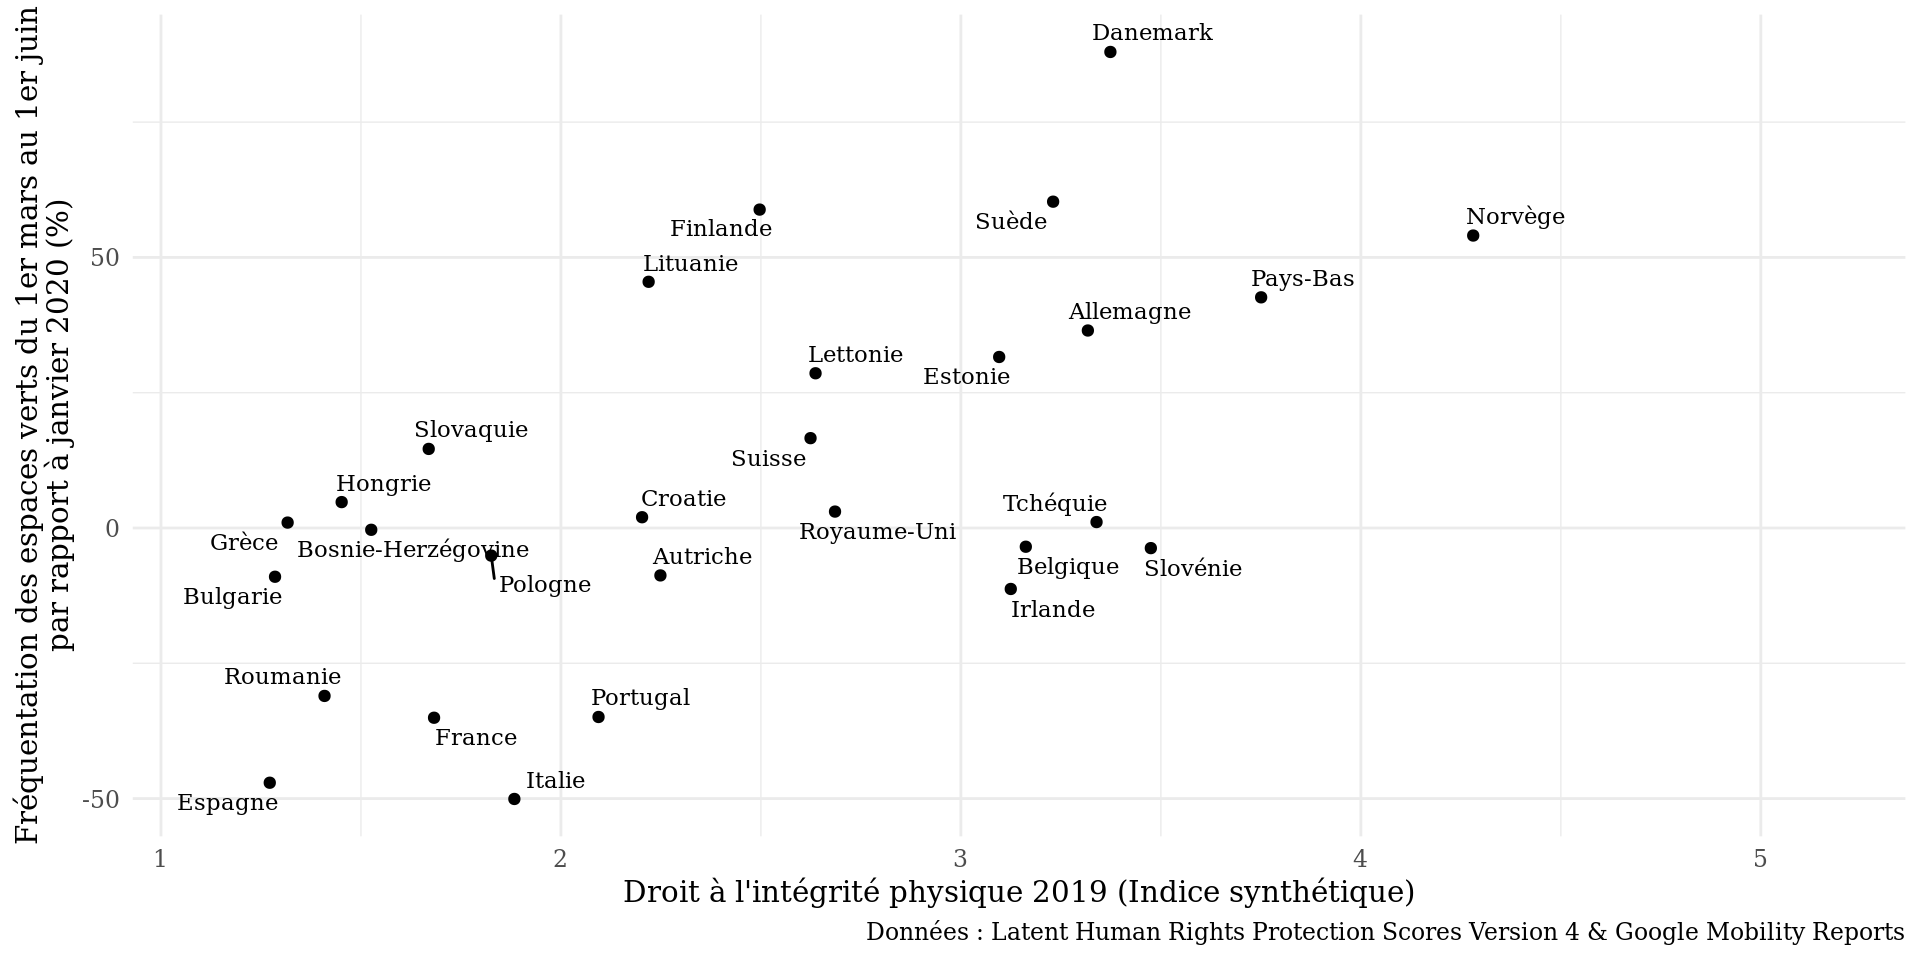 Fréquentation des espaces verts du 1er mars au 1er juin
par rapport à janvier 2020 (%)
Danemark
Norvège
Suède
Finlande
50
Lituanie
Pays-Bas
Allemagne
Lettonie
Estonie
Slovaquie
Suisse
Hongrie
Croatie
Tchéquie
0
Royaume-Uni
Grèce
Bosnie-Herzégovine
Autriche
Belgique
Slovénie
Pologne
Bulgarie
Irlande
Roumanie
Portugal
France
Italie
-50
Espagne
1
2
3
4
5
Droit à l'intégrité physique 2019 (Indice synthétique)
Données : Latent Human Rights Protection Scores Version 4 & Google Mobility Reports